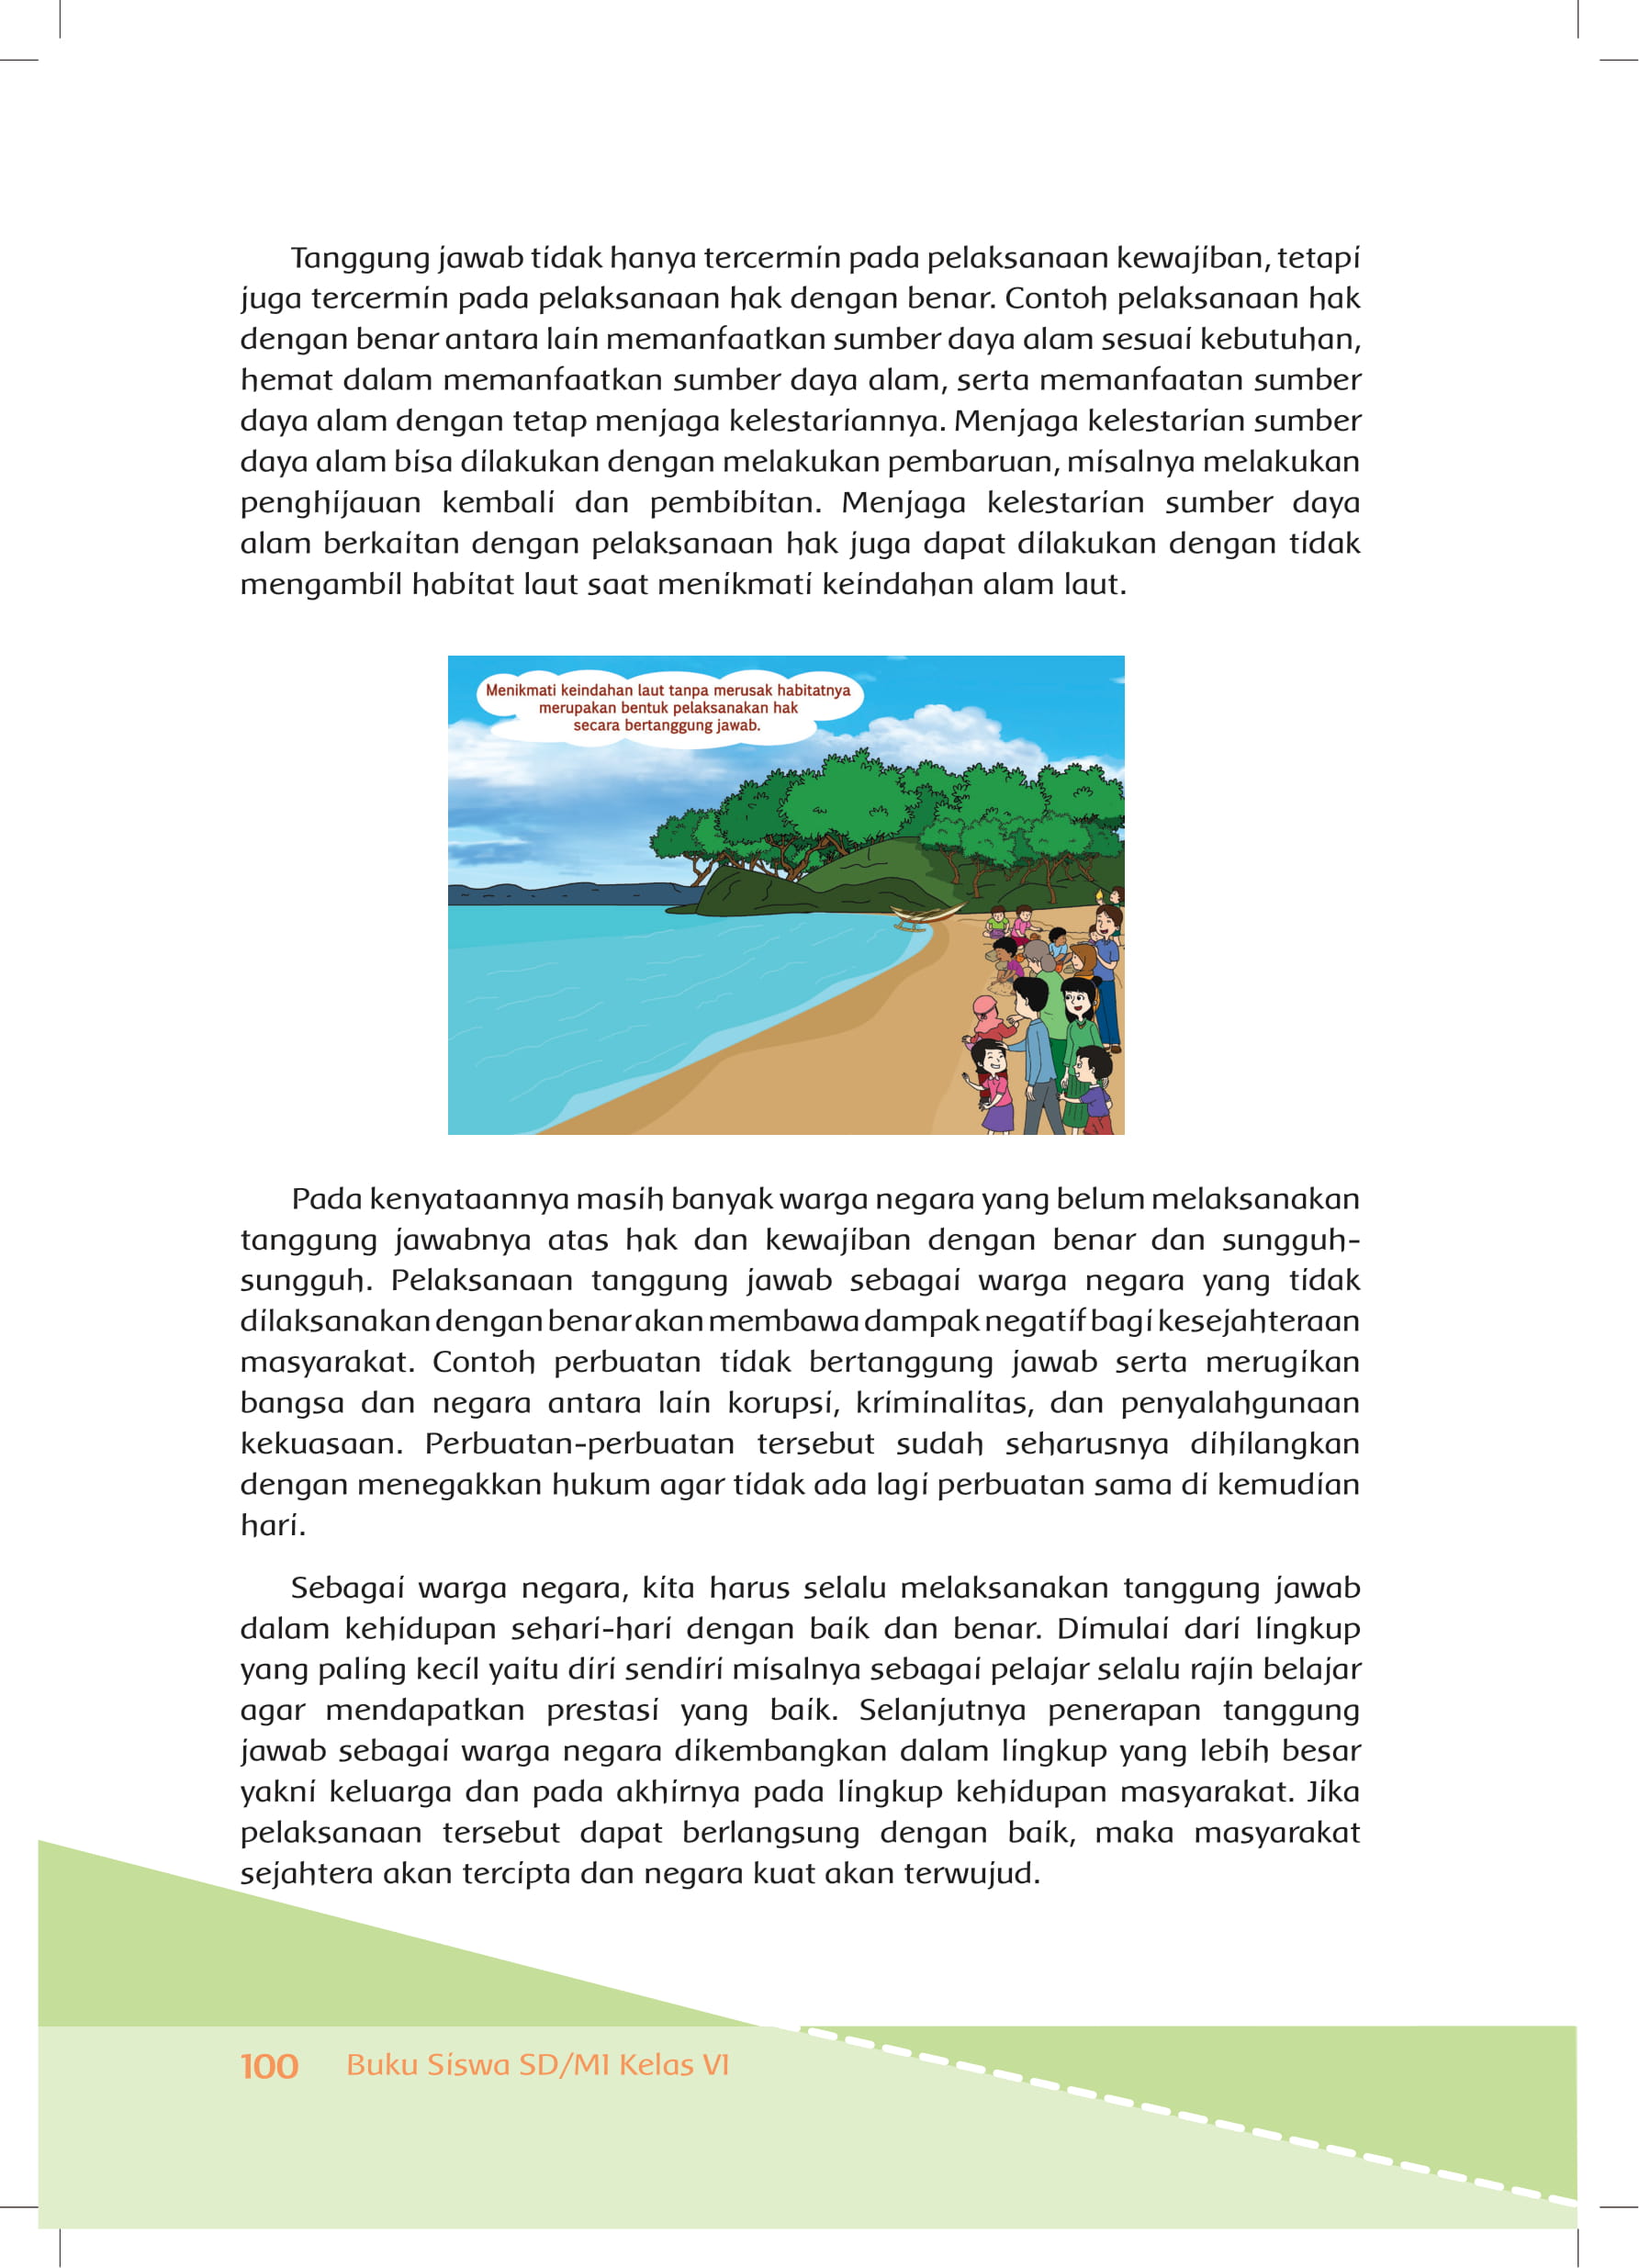 Tanggung jawab tidak hanya tercermin pada pelaksanaan kewajiban, tetapi
juga tercermin pada pelaksanaan hak dengan benar. Contoh pelaksanaan hak
dengan benar antara lain memanfaatkan sumber daya alam sesuai kebutuhan,
hemat dalam memanfaatkan sumber daya alam, serta memanfaatan sumber
daya alam dengan tetap menjaga kelestariannya. Menjaga kelestarian sumber
daya alam bisa dilakukan dengan melakukan pembaruan, misalnya melakukan
penghijauan kembali dan pembibitan. Menjaga kelestarian sumber daya
alam berkaitan dengan pelaksanaan hak juga dapat dilakukan dengan tidak
mengambil habitat laut saat menikmati keindahan alam laut.
Menikmati keindahan laut tanpa merusak habitatnya
merupakan bentuk pelaksanakan hak
secara bertanggung jawab.
Pada kenyataannya masih banyak warga negara yang belum melaksanakan
tanggung jawabnya atas hak dan kewajiban dengan benar dan sungguh-
sungguh. Pelaksanaan tanggung jawab sebagai warga negara yang tidak
dilaksanakan dengan benar akan membawa dampak negatif bagi kesejahteraan
masyarakat. Contoh perbuatan tidak bertanggung jawab serta merugikan
bangsa dan negara antara lain korupsi, kriminalitas, dan penyalahgunaan
kekuasaan. Perbuatan-perbuatan tersebut sudah seharusnya dihilangkan
dengan menegakkan hukum agar tidak ada lagi perbuatan sama di kemudian
hari.
Sebagai warga negara, kita harus selalu melaksanakan tanggung jawab
dalam kehidupan sehari-hari dengan baik dan benar. Dimulai dari lingkup
yang paling kecil yaitu diri sendiri misalnya sebagai pelajar selalu rajin belajar
agar mendapatkan prestasi yang baik. Selanjutnya penerapan tanggung
jawab sebagai warga negara dikembangkan dalam lingkup yang lebih besar
yakni keluarga dan pada akhirnya pada lingkup kehidupan masyarakat. Jika
pelaksanaan tersebut dapat berlangsung dengan baik, maka masyarakat
sejahtera akan tercipta dan negara kuat akan terwujud.
100 Buku Siswa SD/MI Kelas VI